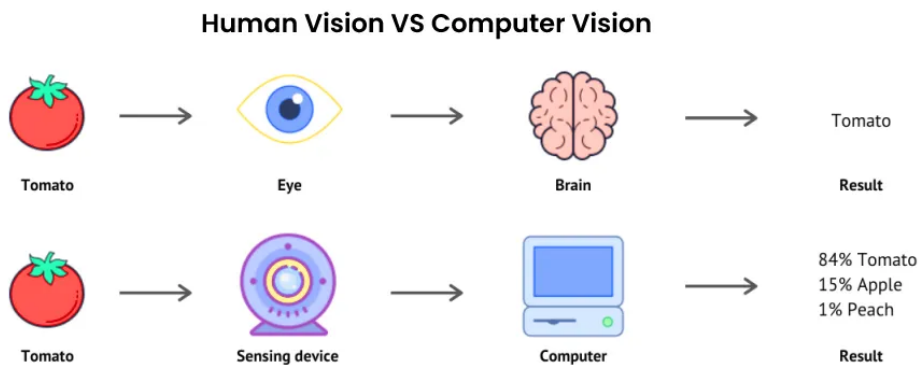 Human Vision VS Computer Vision
Tomato
Tomato
Eye
Brain
Result
84% Tomato
15% Apple
1% Peach
Tomato
Sensing device
Computer
Result